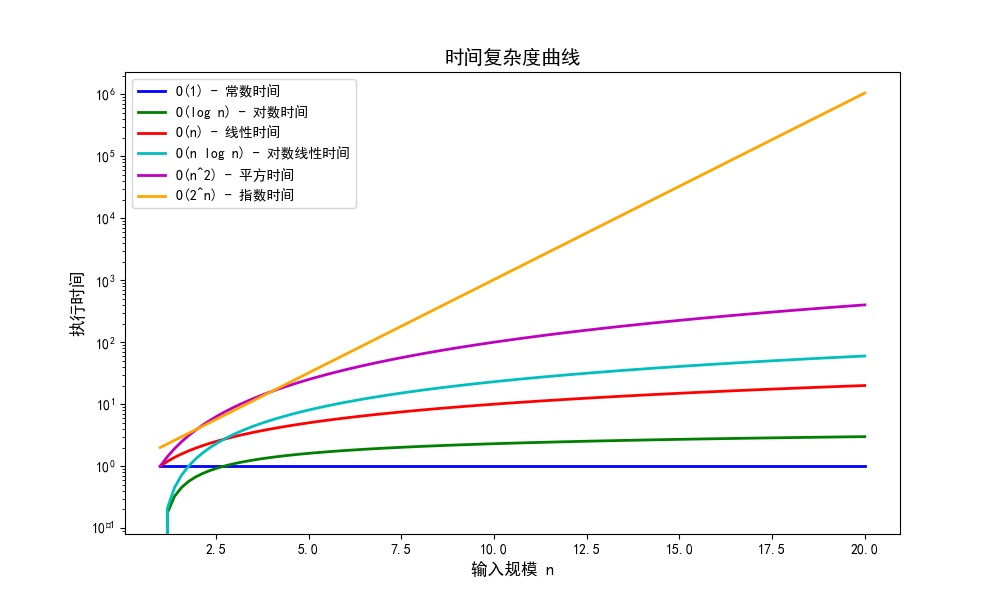 时间复杂度曲线
O(1) - 常数时间
O(log n) - 对数时间
O(n) - 线性时间
O(n log n) - 对数线性时间
O(n^2) - 平方时间
O(2^n) - 指数时间
执行时间
10⁶
10⁵
10⁴
10³
10²
10¹
10⁰
2.5 5.0 7.5 10.0 12.5 15.0 17.5 20.0
输入规模 n